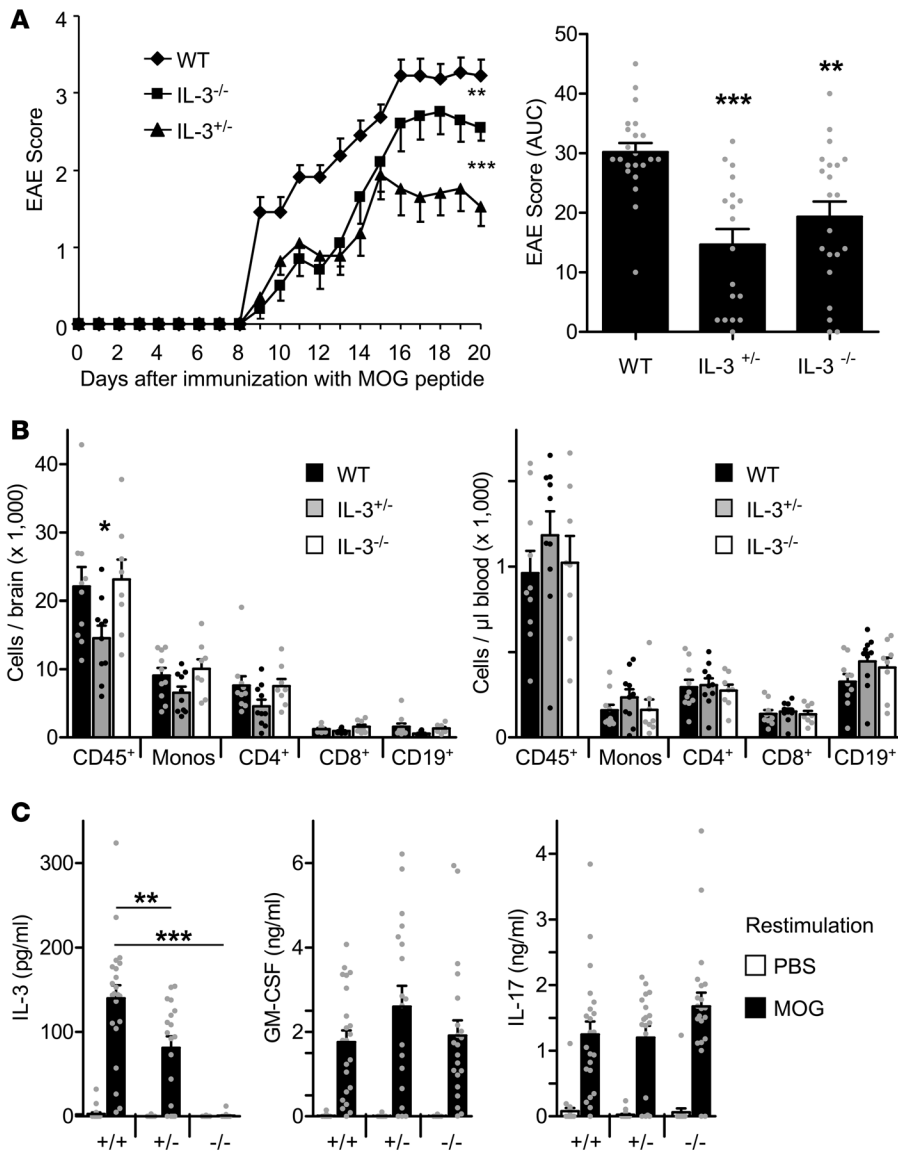 A
4
3
2
1
0
EAE Score
WT
IL-3-/-
IL-3+/-
**
***
0 2 4 6 8 10 12 14 16 18 20
Days after immunization with MOG peptide
50
40
30
20
10
0
EAE Score (AUC)
***
**
WT IL-3 +/- IL-3 -/-
B
40
30
20
10
0
Cells / brain (x 1,000)
*
WT
IL-3+/-
IL-3-/-
CD45+ Monos CD4+ CD8+ CD19+
1
0
Cells / µl blood (x 1,000)
WT
IL-3+/-
IL-3-/-
CD45+ Monos CD4+ CD8+ CD19+
C
300
200
100
0
IL-3 (pg/ml)
**
***
+/+ +/- -/-
6
4
2
0
GM-CSF (ng/ml)
+/+ +/- -/-
4
3
2
1
0
IL-17 (ng/ml)
+/+ +/- -/-
Restimulation
PBS
MOG